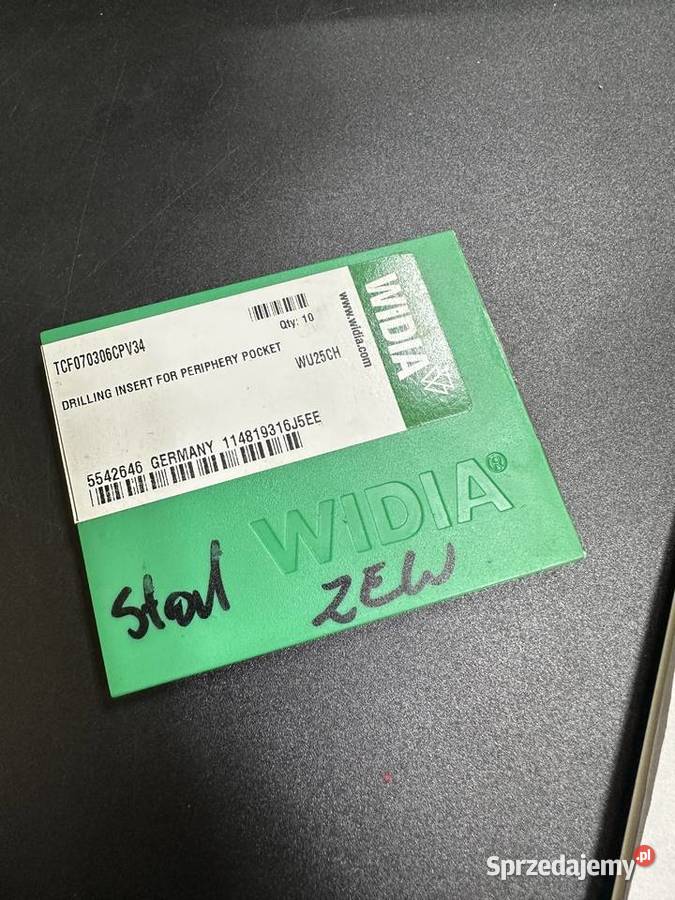 TCF070306CPV34
Qty: 10
DRILLING INSERT FOR PERIPHERY POCKET
WU25CH
5542646 GERMANY 114819316J5EE
www.widia.com
WIDIA
WIDIA®
Stal ZEW
Sprzedajemy.pl